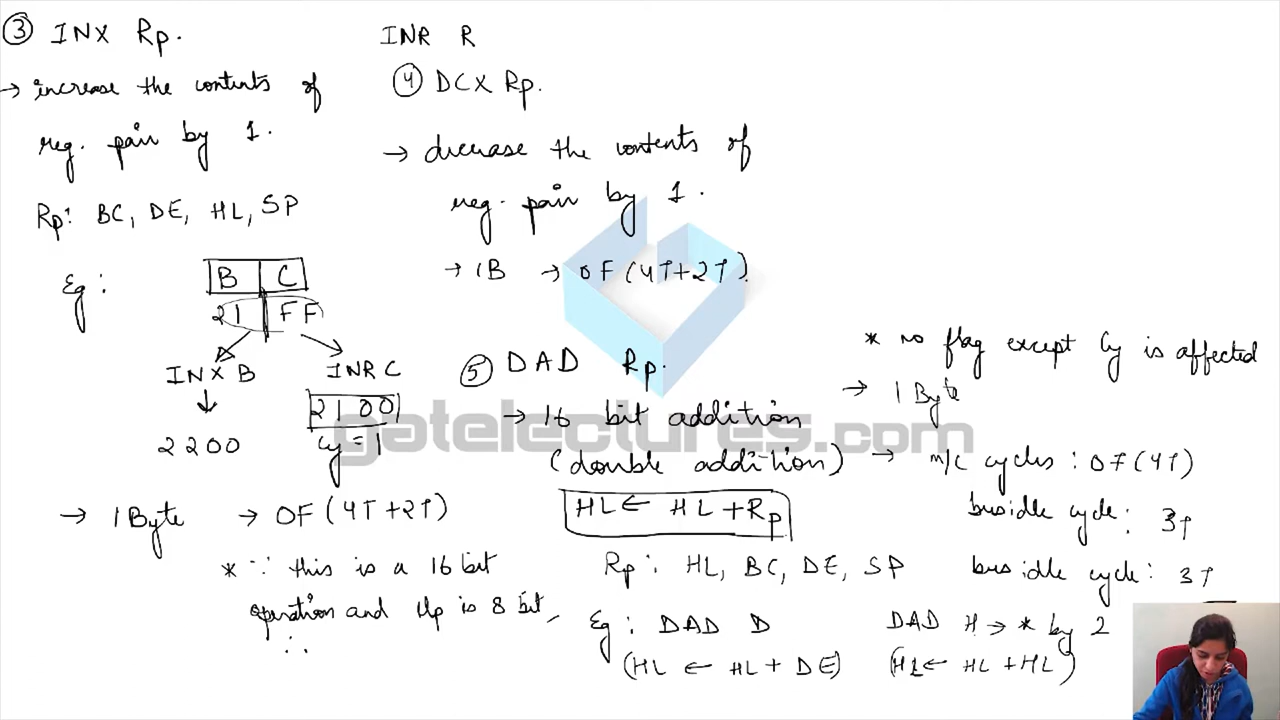 ③ INX Rp.
→ increase the contents of
reg. pair by 1.
Rp: BC, DE, HL, SP
Eg:
B C
21 FF
INX B INR C
2100
2200 cy = 1
→ 1 Byte → OF (4T+2T)
* ∵ this is a 16 bit
operation and μp is 8 bit,
∴
INR R
④ DCX Rp.
→ decrease the contents of
reg. pair by 1.
→ 1B → OF (4T+2T)
⑤ DAD Rp.
→ 16 bit addition
(double addition)
HL ← HL + Rp
Rp: HL, BC, DE, SP
Eg: DAD D
(HL ← HL + DE)
* no flag except Cy is affected
→ 1 Byte
→ M/C cycles: OF (4T)
bus idle cycle: 3T
bus idle cycle: 3T
DAD H → * by 2
(HL ← HL + HL)
gatelectures.com